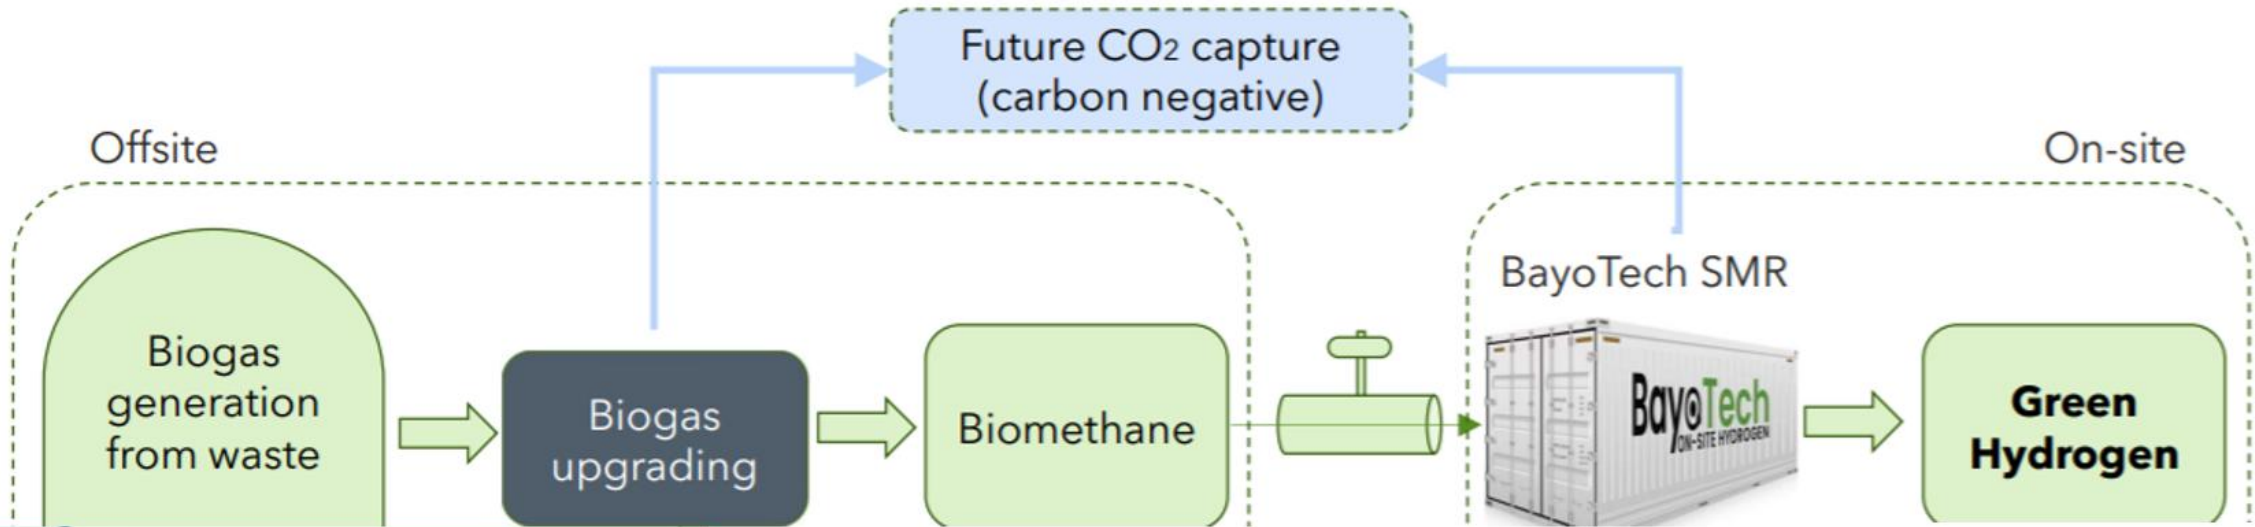 Future CO2 capture
(carbon negative)
Offsite
On-site
BayoTech SMR
Biogas
generation
from waste
Biogas
upgrading
Biomethane
BayoTech
ON-SITE HYDROGEN
Green
Hydrogen